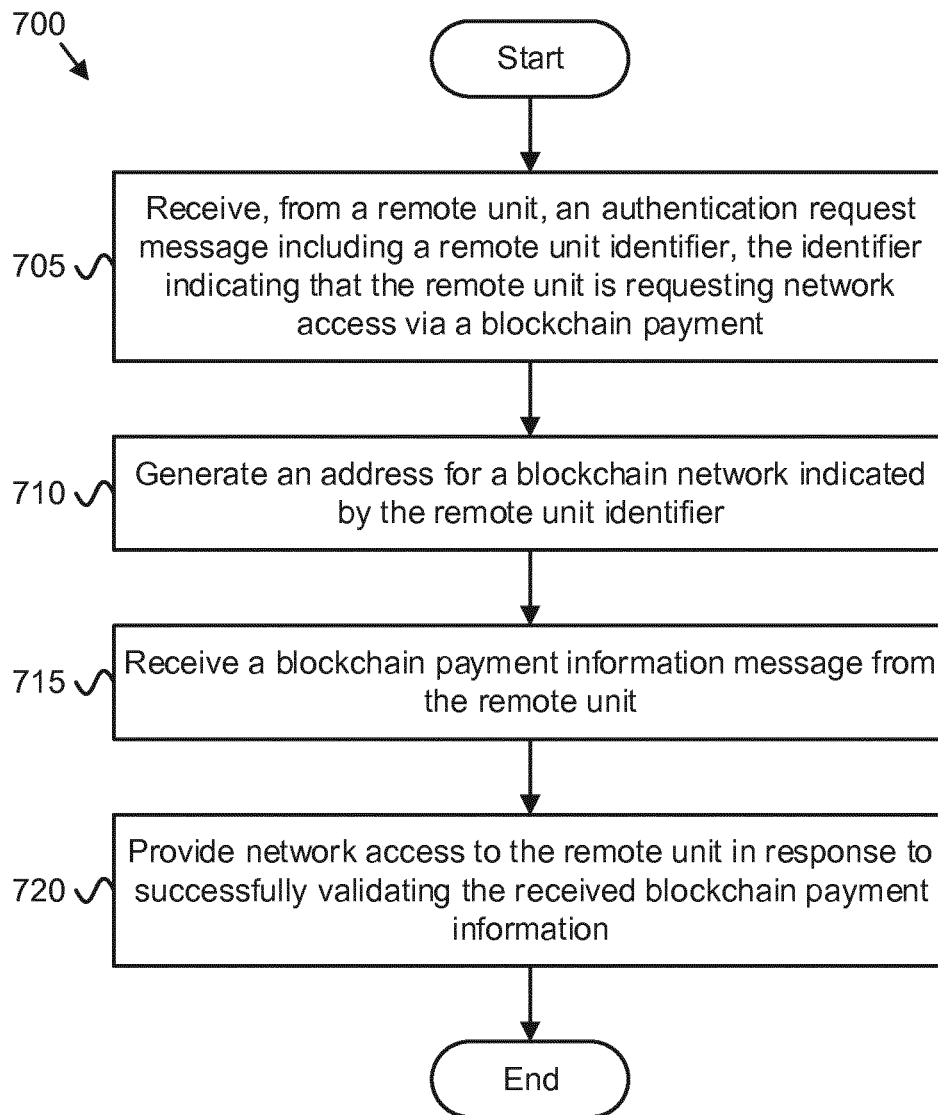 700
Start
705
Receive, from a remote unit, an authentication request
message including a remote unit identifier, the identifier
indicating that the remote unit is requesting network
access via a blockchain payment
710
Generate an address for a blockchain network indicated
by the remote unit identifier
715
Receive a blockchain payment information message from
the remote unit
720
Provide network access to the remote unit in response to
successfully validating the received blockchain payment
information
End